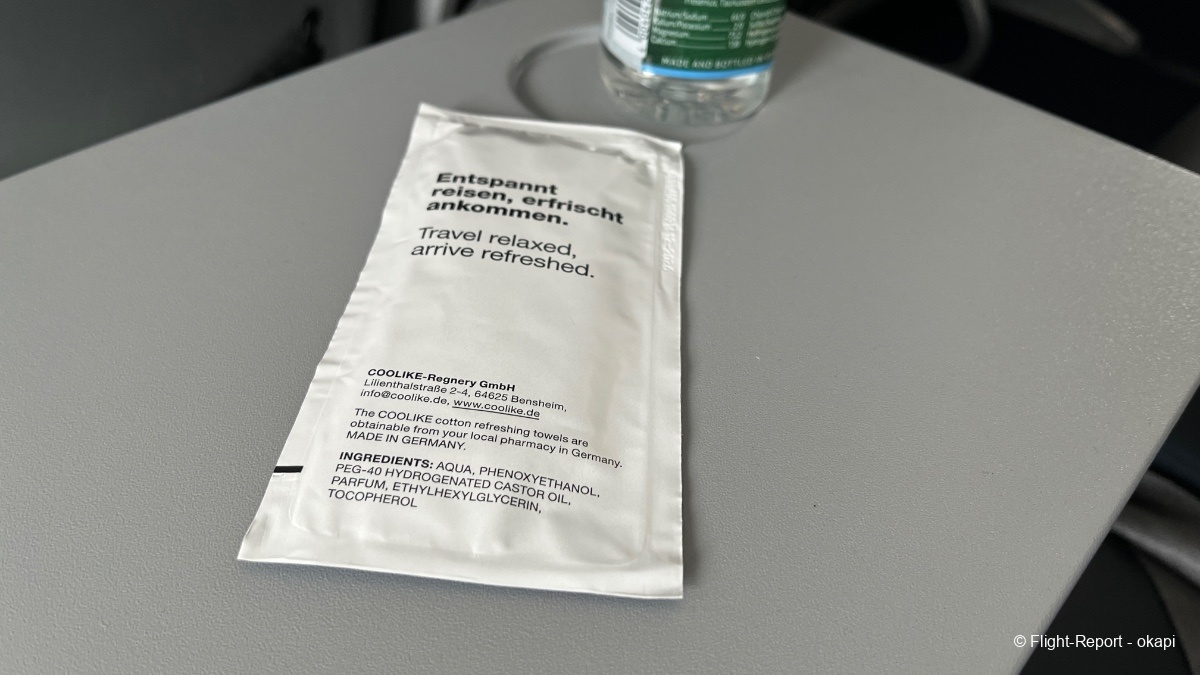 MADE AND BOTTLED
Entspannt
reisen, erfrischt
ankommen.
Travel relaxed,
arrive refreshed.
COOLIKE-Regnery GmbH
Lilienthalstraße 2-4, 64625 Bensheim,
info@coolike.de, www.coolike.de
The COOLIKE cotton refreshing towels are
obtainable from your local pharmacy in Germany.
MADE IN GERMANY.
INGREDIENTS: AQUA, PHENOXYETHANOL,
PEG-40 HYDROGENATED CASTOR OIL,
PARFUM, ETHYLHEXYLGLYCERIN,
TOCOPHEROL
© Flight-Report - okapi